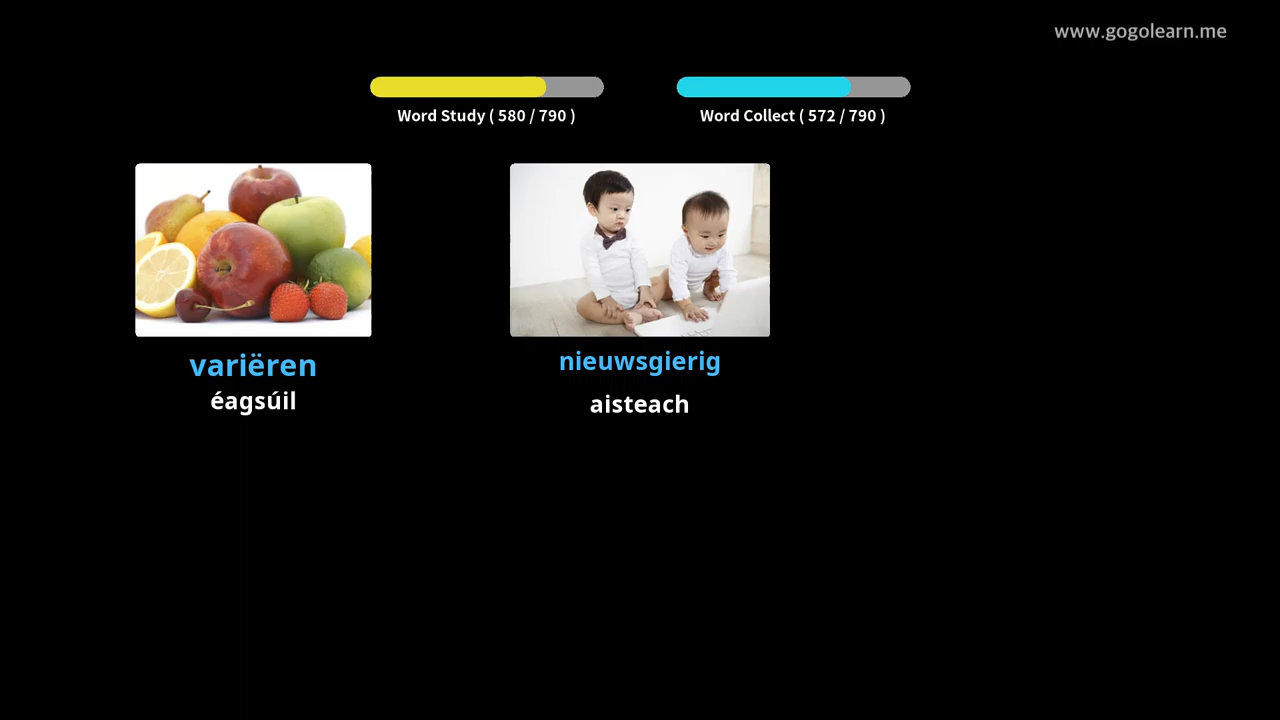 www.gogolearn.me
Word Study ( 580 / 790 )
Word Collect ( 572 / 790 )
variëren
éagsúil
nieuwsgierig
aisteach